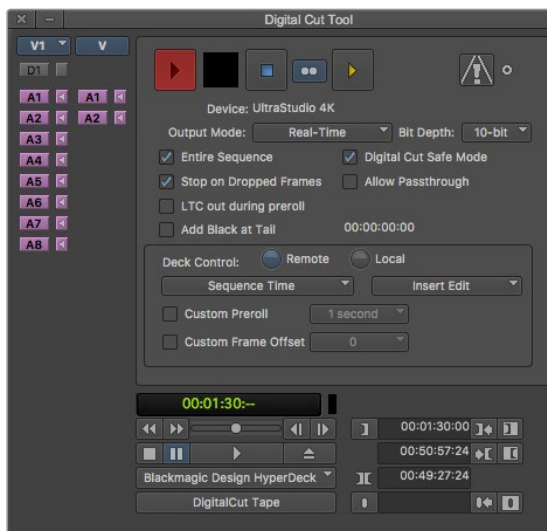 Digital Cut Tool
V1 V
D1
A1 A1
A2 A2
A3
A4
A5
A6
A7
A8
Device: UltraStudio 4K
Output Mode: Real-Time Bit Depth: 10-bit
Entire Sequence Digital Cut Safe Mode
Stop on Dropped Frames Allow Passthrough
LTC out during preroll
Add Black at Tail 00:00:00:00
Deck Control: Remote Local
Sequence Time Insert Edit
Custom Preroll 1 second
Custom Frame Offset 0
00:01:30:--
00:01:30:00
00:50:57:24
Blackmagic Design HyperDeck 00:49:27:24
DigitalCut Tape